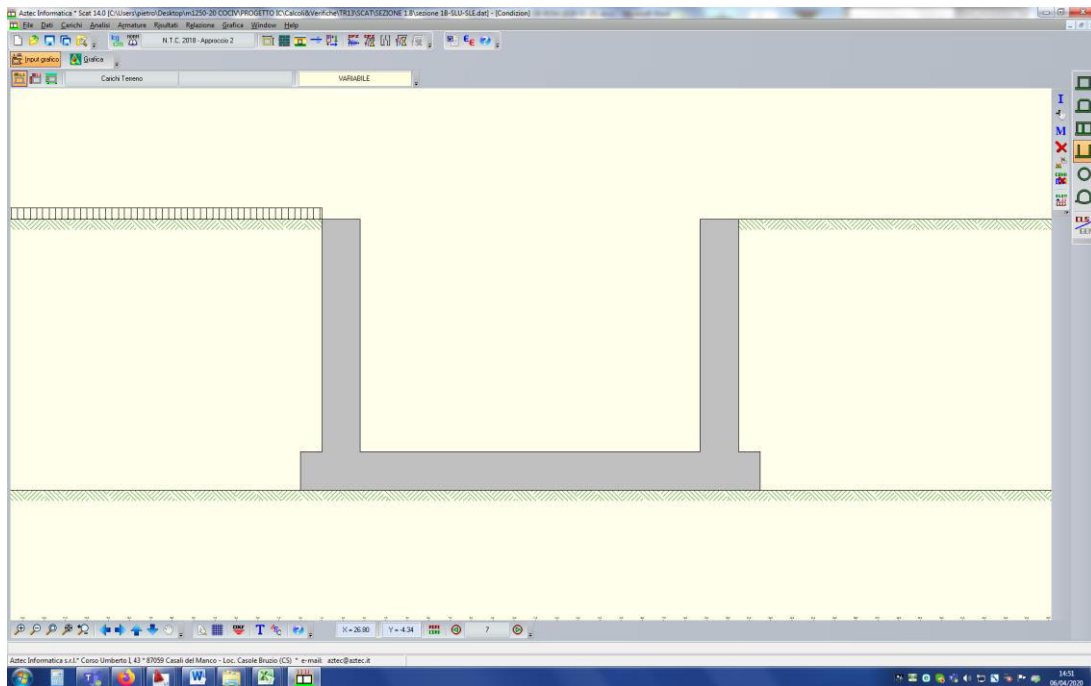 Aztec Informatica * Scat 14.0 [C:\Users\pietro\Desktop\m1250-20 COCIV\PROGETTO IC\Calcoli&Verifiche\TR13\SCAT\SEZIONE 1.8\sezione 1B-SLU-SLE.dat] - [Condizioni]
File Dati Carichi Analisi Armature Risultati Relazione Grafica Window Help
N.T.C. 2018 - Approccio 2
Input grafico Grafica
Carichi Terreno VARIABILE
I
M
T
X = 26.80 Y = -4.34 7
Aztec Informatica s.r.l.* Corso Umberto I, 43 * 87059 Casali del Manco - Loc. Casole Bruzio (CS) * e-mail: aztec@aztec.it
14:51
06/04/2020